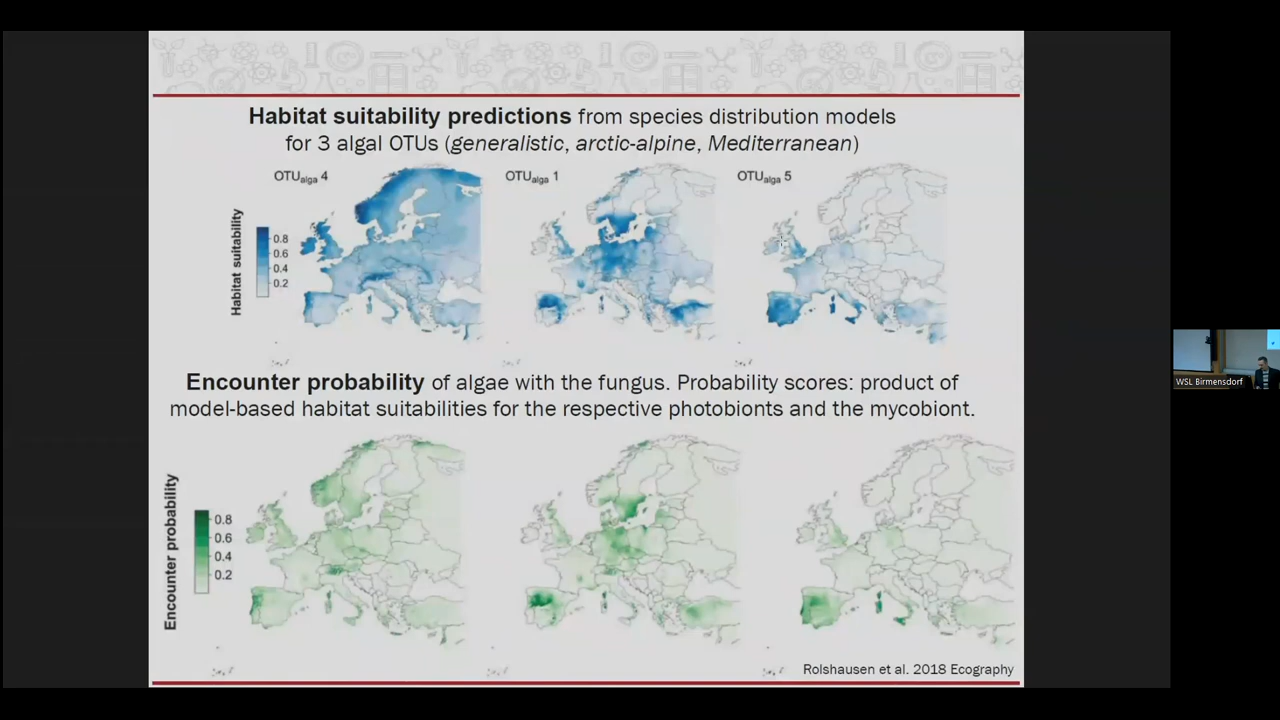 Habitat suitability predictions from species distribution models
for 3 algal OTUs (generalistic, arctic-alpine, Mediterranean)
OTUalga 4
OTUalga 1
OTUalga 5
Habitat suitability
0.8
0.6
0.4
0.2
Encounter probability of algae with the fungus. Probability scores: product of
model-based habitat suitabilities for the respective photobionts and the mycobiont.
Encounter probability
0.8
0.6
0.4
0.2
Rolshausen et al. 2018 Ecography
WSL Birmensdorf